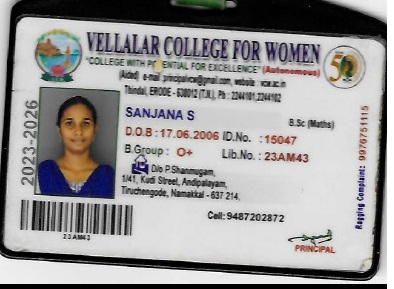 VELLALAR COLLEGE FOR WOMEN
"COLLEGE WITH POTENTIAL FOR EXCELLENCE" (Autonomous)
(Aided) e-mail: principalvcw@gmail.com, website: vcw.ac.in
Thindal, ERODE - 638012 (T.N.), Ph : 2244101,2244102
50
2023-2026
SANJANA S
B.Sc (Maths)
D.O.B : 17.06.2006 ID.No. : 15047
B.Group : O+ Lib.No. : 23AM43
D/o P.Shanmugam,
1/41, Kudi Street, Andipalayam,
Tiruchengode, Namakkal - 637 214.
Cell: 9487202872
23AM43
PRINCIPAL
Ragging Complaint: 9976751115